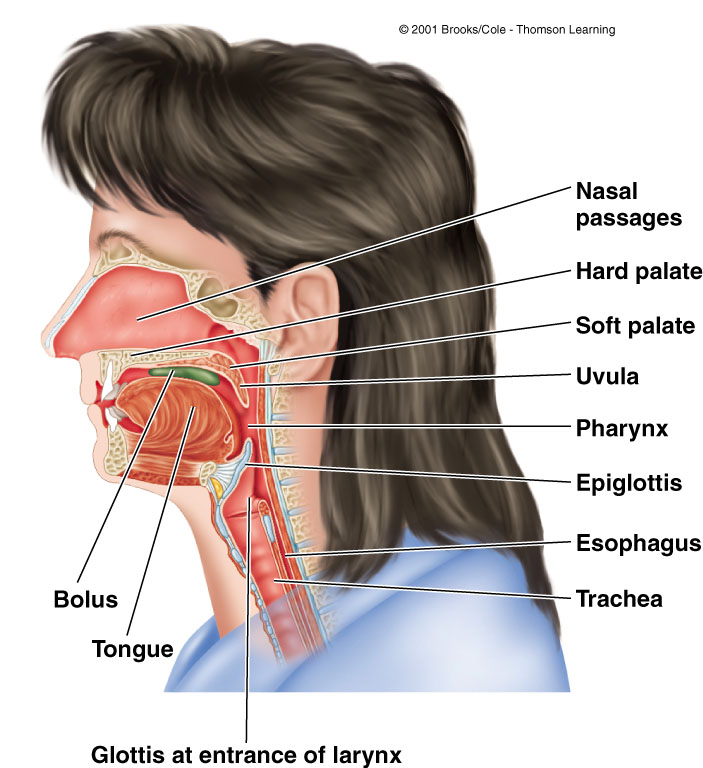 © 2001 Brooks/Cole - Thomson Learning
Nasal
passages
Hard palate
Soft palate
Uvula
Pharynx
Epiglottis
Esophagus
Trachea
Bolus
Tongue
Glottis at entrance of larynx